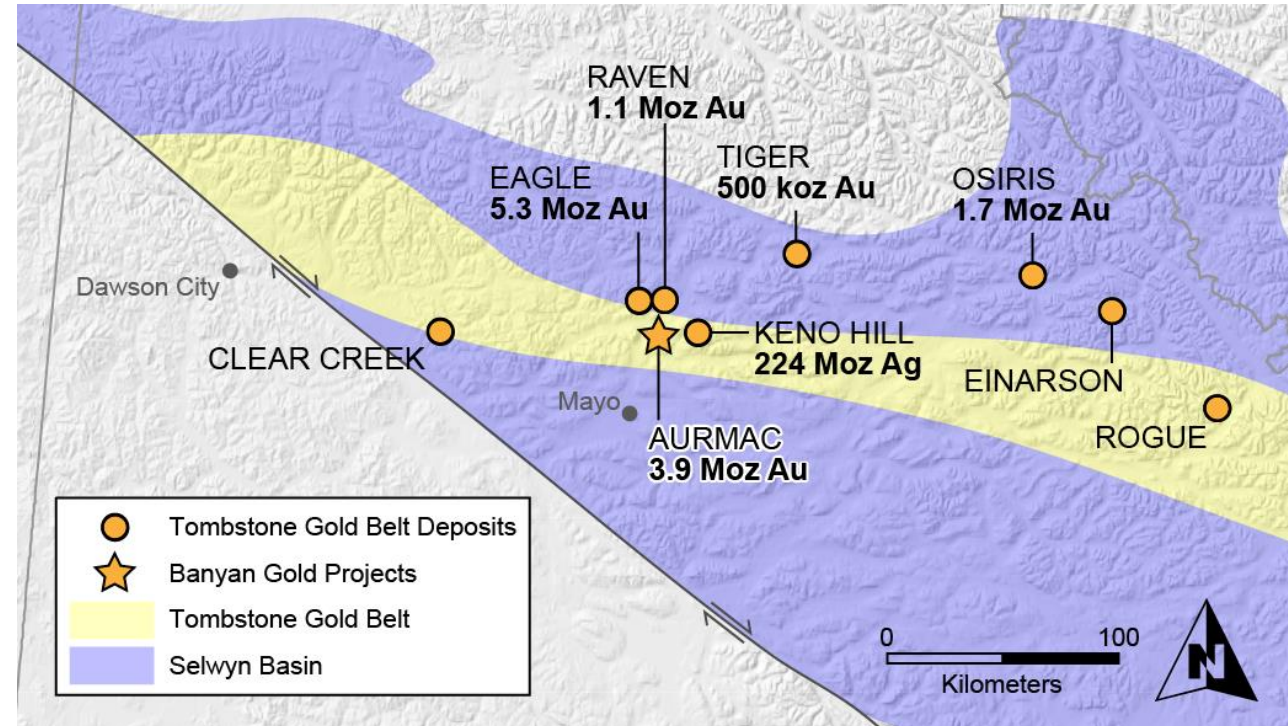 RAVEN
1.1 Moz Au
TIGER
500 koz Au
EAGLE
5.3 Moz Au
OSIRIS
1.7 Moz Au
Dawson City
CLEAR CREEK
KENO HILL
224 Moz Ag
EINARSON
Mayo
ROGUE
AURMAC
3.9 Moz Au
Tombstone Gold Belt Deposits
Banyan Gold Projects
Tombstone Gold Belt
Selwyn Basin
0 100
Kilometers
N